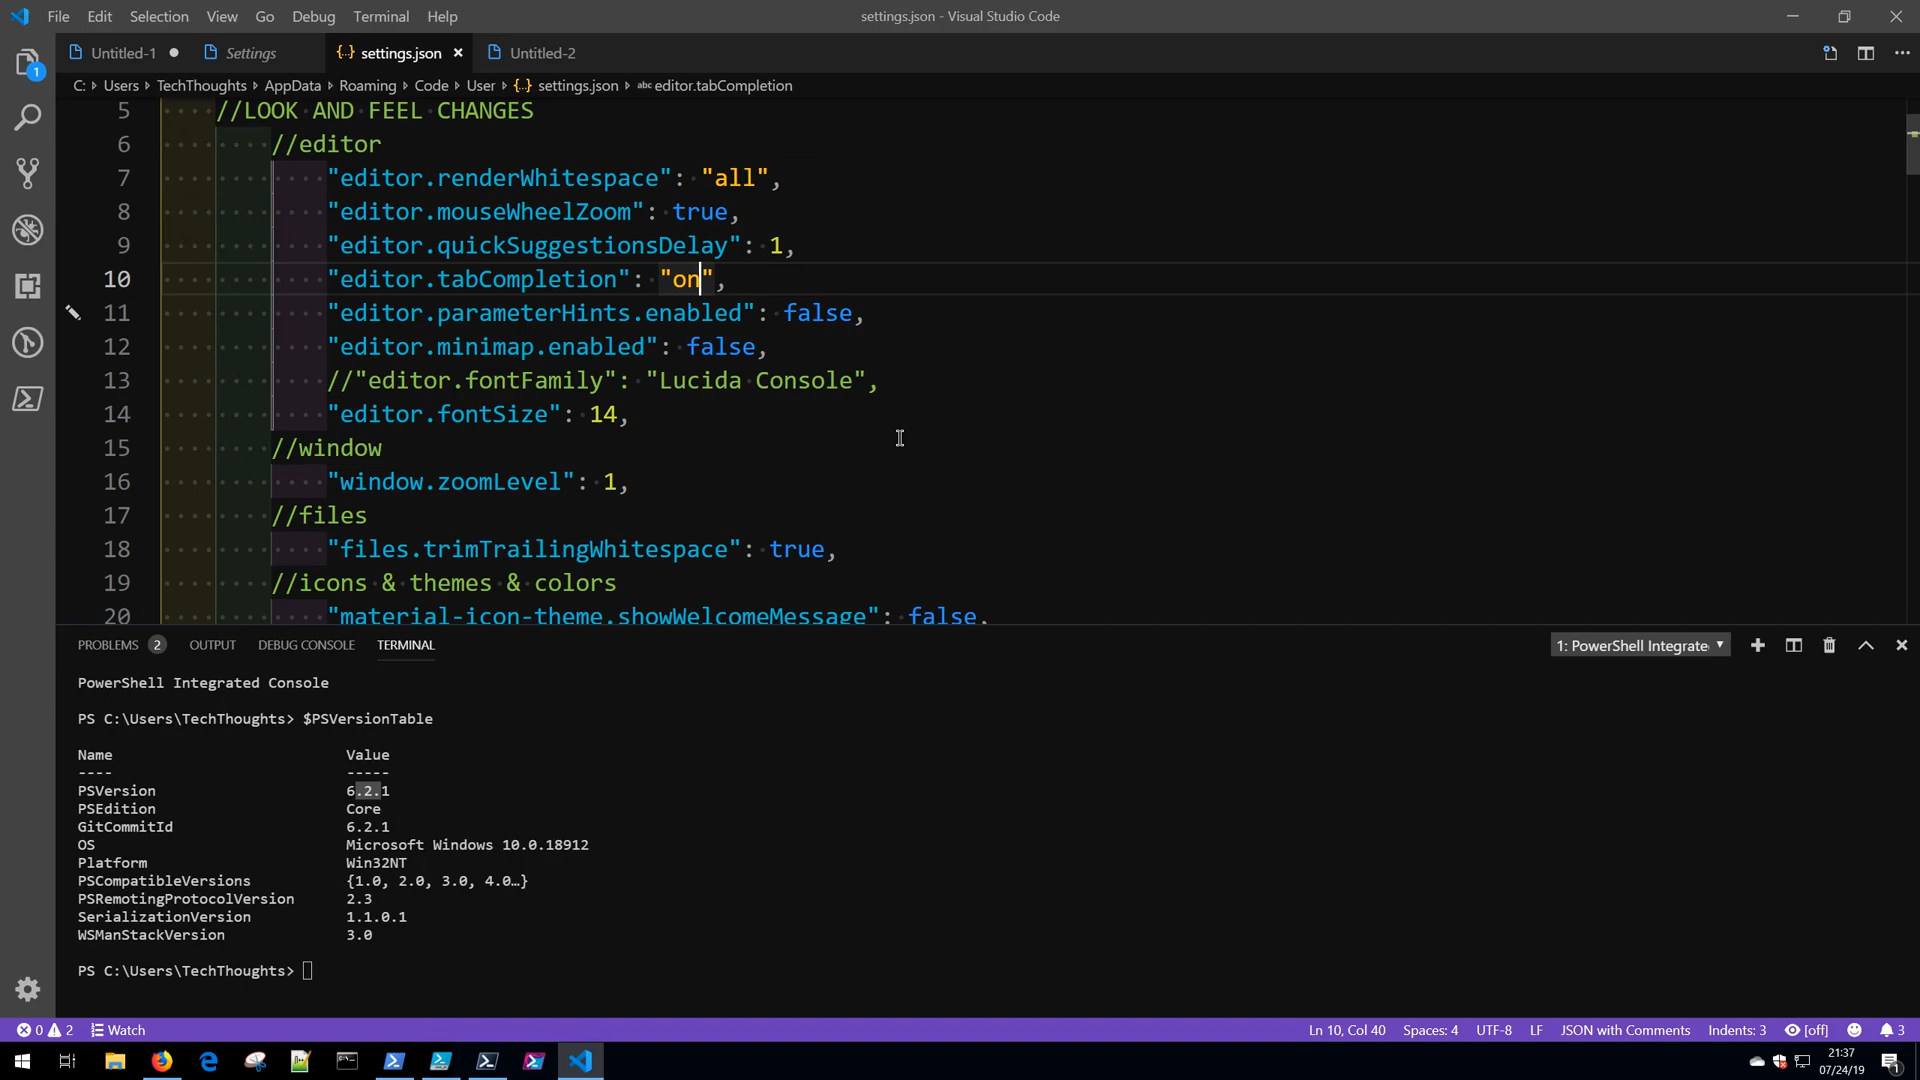 File Edit Selection View Go Debug Terminal Help
settings.json - Visual Studio Code
Untitled-1
Settings
{..} settings.json
Untitled-2
1
C: Users TechThoughts AppData Roaming Code User {..} settings.json abc editor.tabCompletion
5 //LOOK AND FEEL CHANGES
6 //editor
7 "editor.renderWhitespace": "all",
8 "editor.mouseWheelZoom": true,
9 "editor.quickSuggestionsDelay": 1,
10 "editor.tabCompletion": "on",
11 "editor.parameterHints.enabled": false,
12 "editor.minimap.enabled": false,
13 //"editor.fontFamily": "Lucida Console",
14 "editor.fontSize": 14,
15 //window
16 "window.zoomLevel": 1,
17 //files
18 "files.trimTrailingWhitespace": true,
19 //icons & themes & colors
20 "material-icon-theme.showWelcomeMessage": false,
PROBLEMS 2 OUTPUT DEBUG CONSOLE TERMINAL
1: PowerShell Integrate
PowerShell Integrated Console
PS C:\Users\TechThoughts> $PSVersionTable
Name Value
---- -----
PSVersion 6.2.1
PSEdition Core
GitCommitId 6.2.1
OS Microsoft Windows 10.0.18912
Platform Win32NT
PSCompatibleVersions {1.0, 2.0, 3.0, 4.0…}
PSRemotingProtocolVersion 2.3
SerializationVersion 1.1.0.1
WSManStackVersion 3.0
PS C:\Users\TechThoughts>
0 2 Watch
Ln 10, Col 40 Spaces: 4 UTF-8 LF JSON with Comments Indents: 3 [off] 3
21:37
07/24/19
1